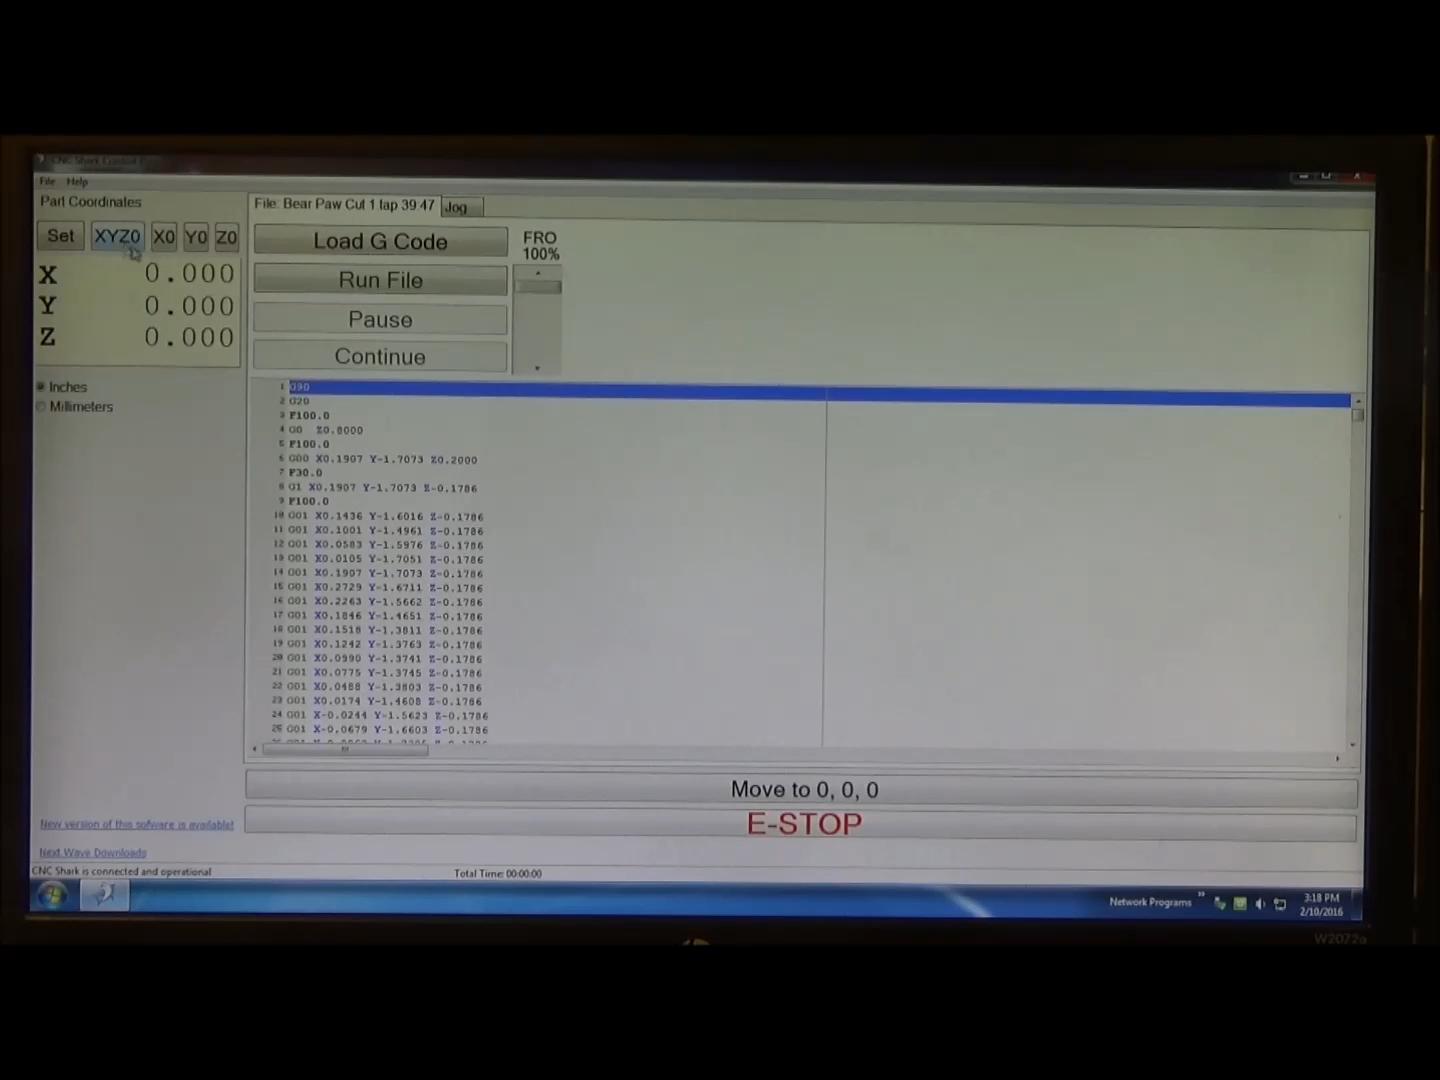 CNC Shark Control
File Help
Part Coordinates
Set XYZ0 X0 Y0 Z0
X 0.000
Y 0.000
Z 0.000
Inches
Millimeters
File: Bear Paw Cut 1 tap 39:47 Jog
Load G Code
Run File
Pause
Continue
FRO
100%
1 G90
2 G20
3 F100.0
4 G0 Z0.8000
5 F100.0
6 G00 X0.1907 Y-1.7073 Z0.2000
7 F30.0
8 G1 X0.1907 Y-1.7073 Z-0.1786
9 F100.0
10 G01 X0.1436 Y-1.6016 Z-0.1786
11 G01 X0.1001 Y-1.4961 Z-0.1786
12 G01 X0.0583 Y-1.5976 Z-0.1786
13 G01 X0.0105 Y-1.7051 Z-0.1786
14 G01 X0.1907 Y-1.7073 Z-0.1786
15 G01 X0.2729 Y-1.6711 Z-0.1786
16 G01 X0.2263 Y-1.5662 Z-0.1786
17 G01 X0.1846 Y-1.4651 Z-0.1786
18 G01 X0.1518 Y-1.3811 Z-0.1786
19 G01 X0.1242 Y-1.3763 Z-0.1786
20 G01 X0.0990 Y-1.3741 Z-0.1786
21 G01 X0.0775 Y-1.3745 Z-0.1786
22 G01 X0.0488 Y-1.3803 Z-0.1786
23 G01 X0.0174 Y-1.4608 Z-0.1786
24 G01 X-0.0244 Y-1.5623 Z-0.1786
25 G01 X-0.0679 Y-1.6603 Z-0.1786
Move to 0, 0, 0
E-STOP
New version of this sofware is available!
Next Wave Downloads
CNC Shark is connected and operational
Total Time: 00:00:00
Network Programs
3:18 PM
2/10/2016
W2072a